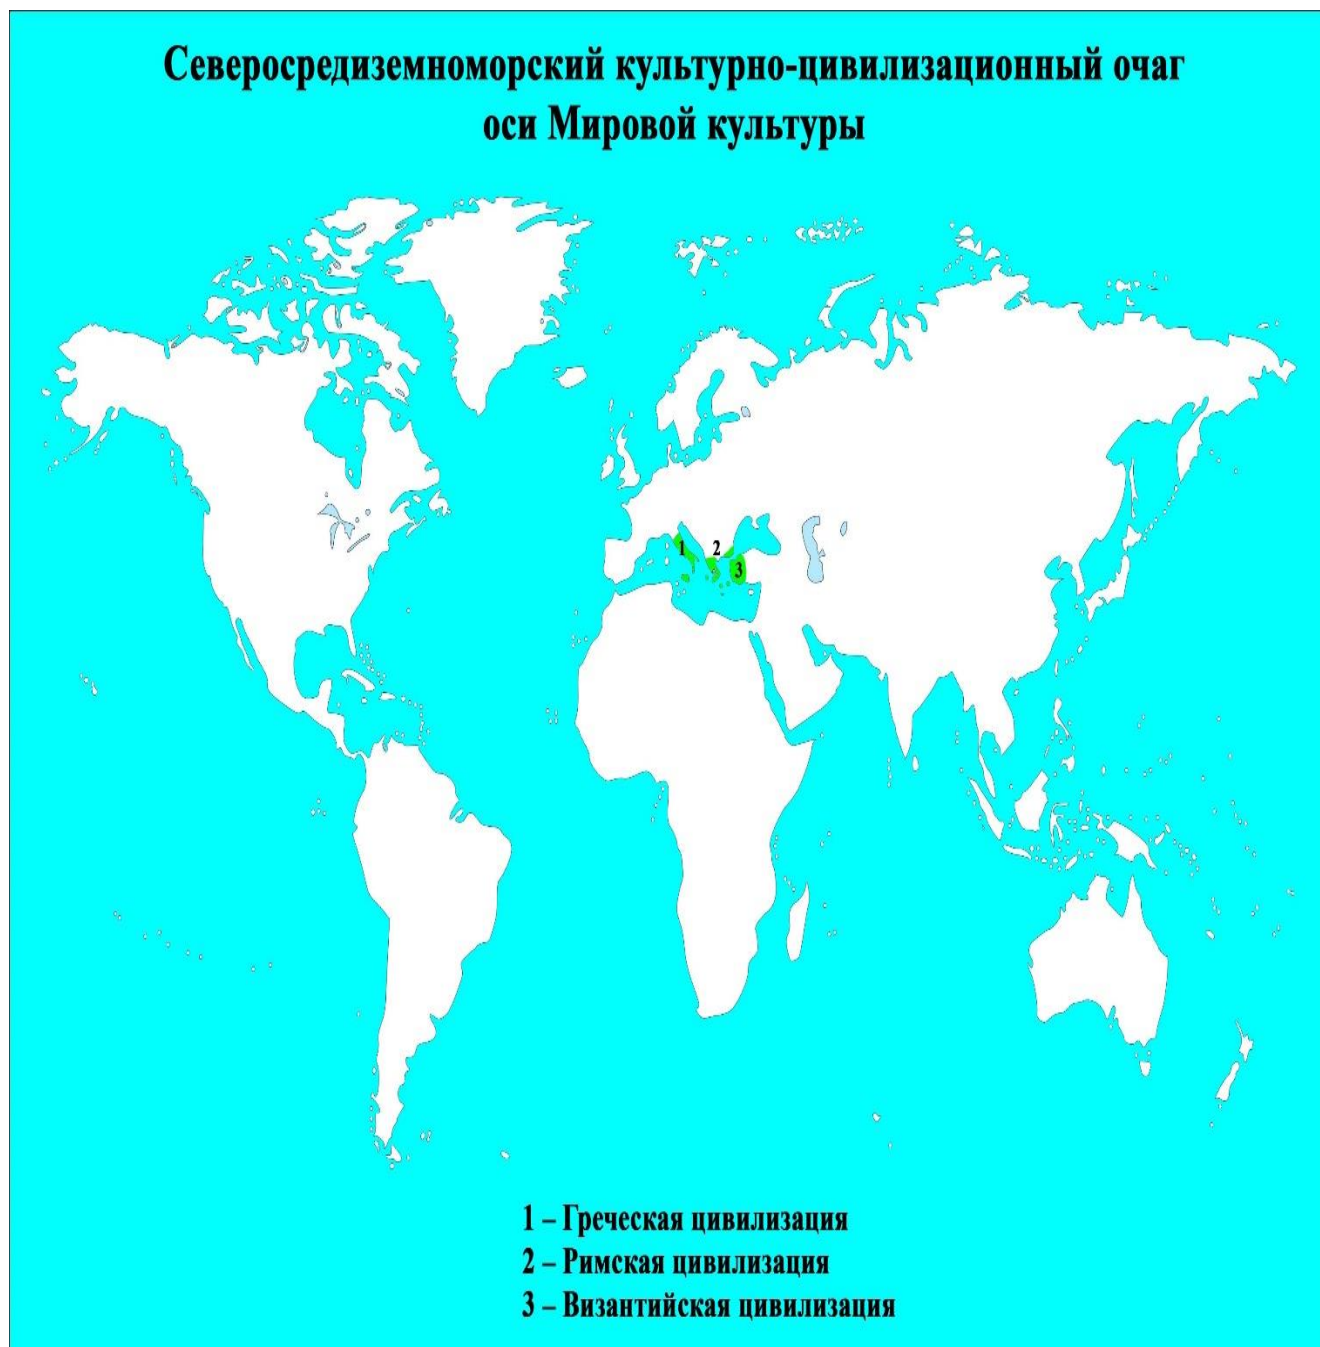 Северосредиземноморский культурно-цивилизационный очаг
оси Мировой культуры
1
2
3
1 – Греческая цивилизация
2 – Римская цивилизация
3 – Византийская цивилизация